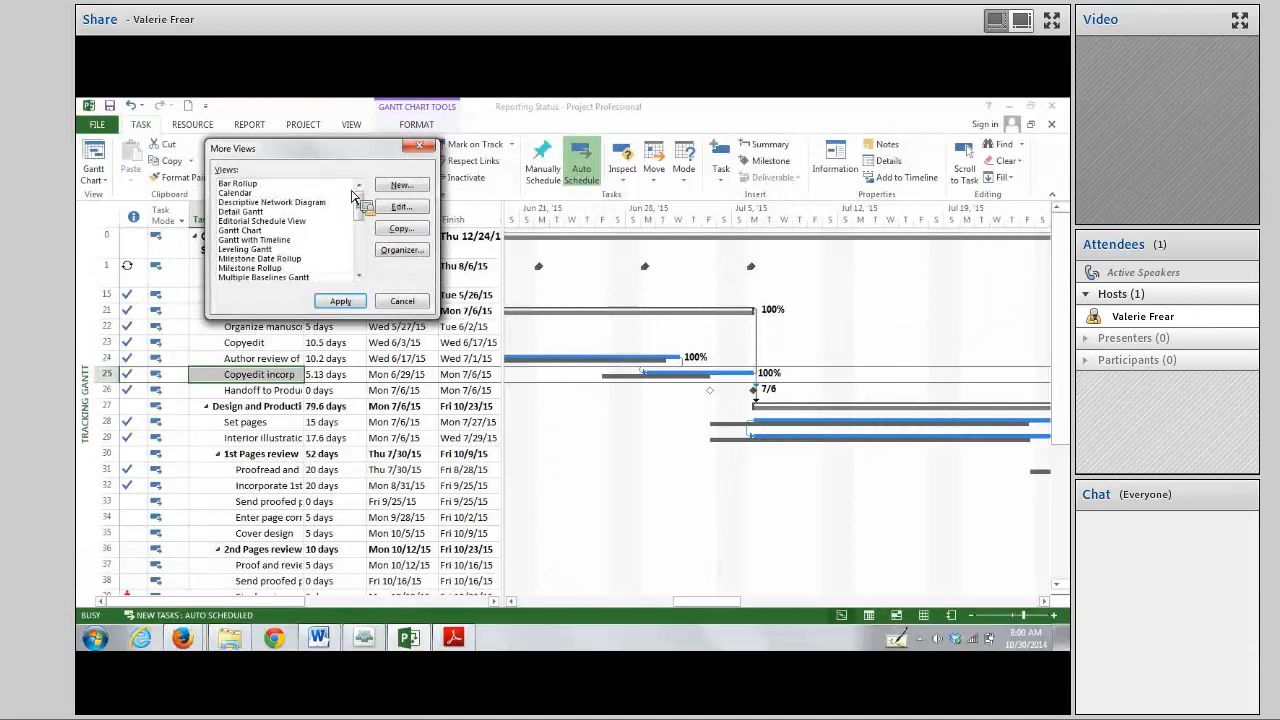 Share - Valerie Frear
Video
GANTT CHART TOOLS
Reporting Status - Project Professional
FILE TASK RESOURCE REPORT PROJECT VIEW FORMAT
Sign in
Gantt Chart
View
Paste
Cut
Copy
Format Pain
Clipboard
Mark on Track
Respect Links
Manually Schedule
Auto Schedule
Inspect
Move
Mode
Tasks
Task
Summary
Milestone
Deliverable
Insert
Information
Notes
Details
Add to Timeline
Properties
Scroll to Task
Find
Clear
Fill
Editing
More Views
Views:
Bar Rollup
Calendar
Descriptive Network Diagram
Detail Gantt
Editorial Schedule View
Gantt Chart
Gantt with Timeline
Leveling Gantt
Milestone Date Rollup
Milestone Rollup
Multiple Baselines Gantt
New...
Edit...
Copy...
Organizer...
Apply
Cancel
Task Mode
Finish
Jun 21, '15 Jun 28, '15 Jul 5, '15 Jul 12, '15 Jul 19, '15
S M T W T F S S M T W T F S S M T W T F S S M T W T F S S M T W T F S
0 Thu 12/24/1
1 Thu 8/6/15
15 Tue 5/26/15
21 Mon 7/6/15 100%
22 Organize manusc 5 days Wed 5/27/15 Tue 6/2/15
23 Copyedit 10.5 days Wed 6/3/15 Wed 6/17/15
24 Author review of 10.2 days Wed 6/17/15 Wed 7/1/15 100%
25 Copyedit incorp 5.13 days Mon 6/29/15 Mon 7/6/15 100%
26 Handoff to Produ 0 days Mon 7/6/15 Mon 7/6/15 7/6
27 Design and Producti 79.6 days Mon 7/6/15 Fri 10/23/15
28 Set pages 15 days Mon 7/6/15 Mon 7/27/15
29 Interior illustratic 17.6 days Mon 7/6/15 Wed 7/29/15
30 1st Pages review 52 days Thu 7/30/15 Fri 10/9/15
31 Proofread and 20 days Thu 7/30/15 Fri 8/28/15
32 Incorporate 1st 20 days Fri 8/31/15 Fri 9/25/15
33 Send proofed p 0 days Fri 9/25/15 Fri 9/25/15
34 Enter page corr 5 days Mon 9/28/15 Fri 10/2/15
35 Cover design 5 days Mon 10/5/15 Fri 10/9/15
36 2nd Pages review 10 days Mon 10/12/15 Fri 10/23/15
37 Proof and revie 5 days Mon 10/12/15 Fri 10/16/15
38 Send proofed p 0 days Fri 10/16/15 Fri 10/16/15
TRACKING GANTT
BUSY NEW TASKS : AUTO SCHEDULED
8:00 AM
10/30/2014
Attendees (1)
Active Speakers
Hosts (1)
Valerie Frear
Presenters (0)
Participants (0)
Chat (Everyone)